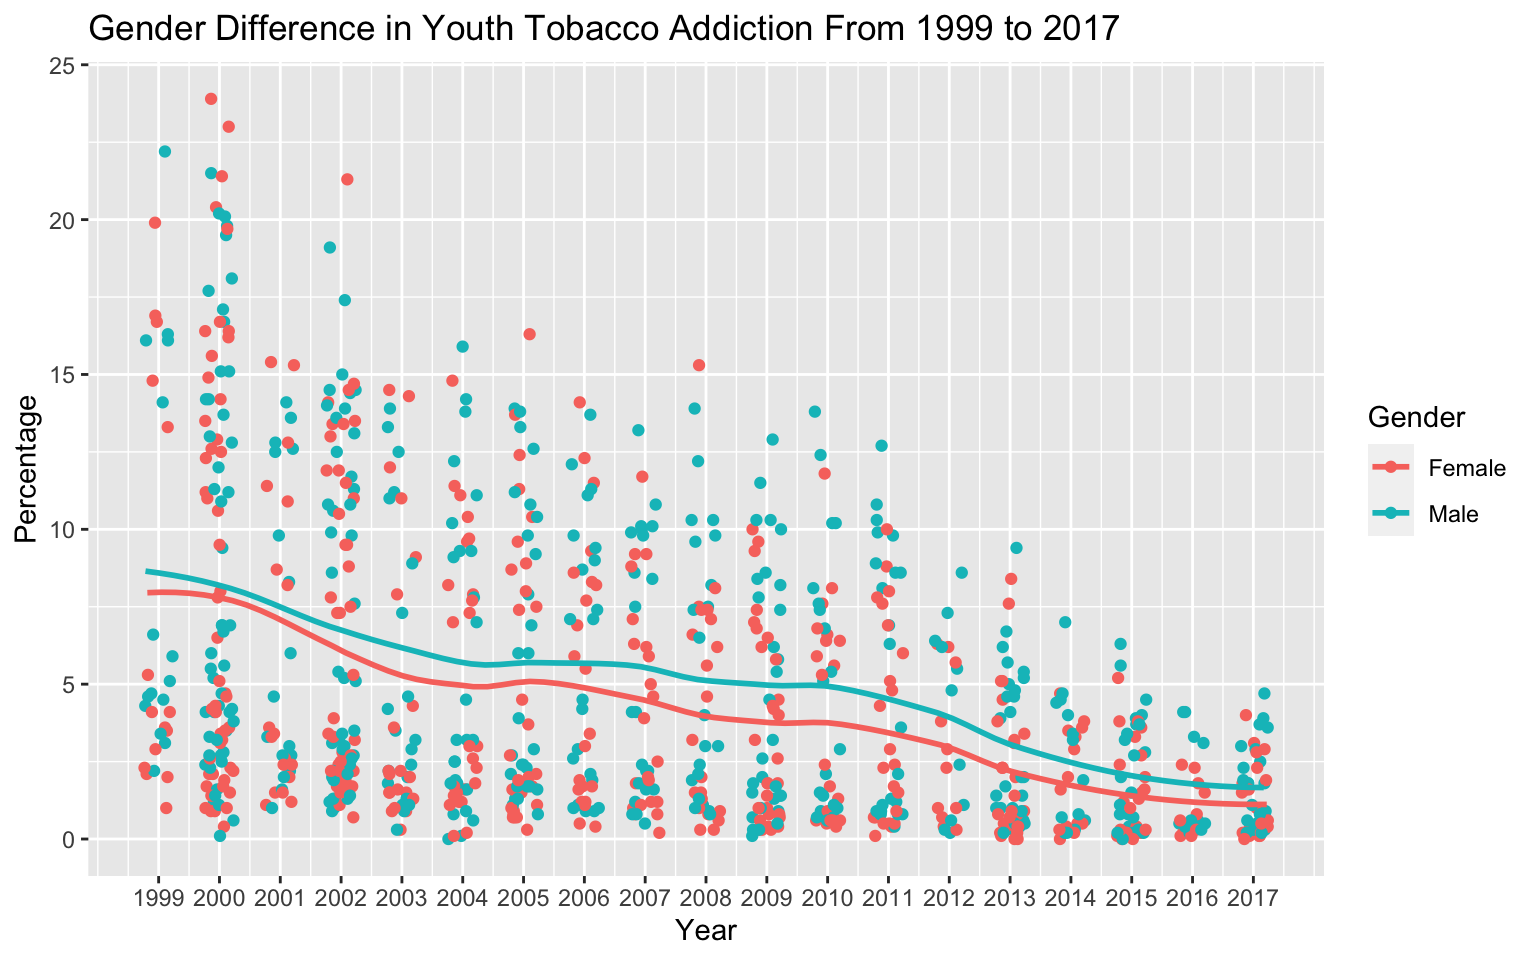 Gender Difference in Youth Tobacco Addiction From 1999 to 2017
25
20
15
10
5
0
Percentage
1999 2000 2001 2002 2003 2004 2005 2006 2007 2008 2009 2010 2011 2012 2013 2014 2015 2016 2017
Year
Gender
Female
Male